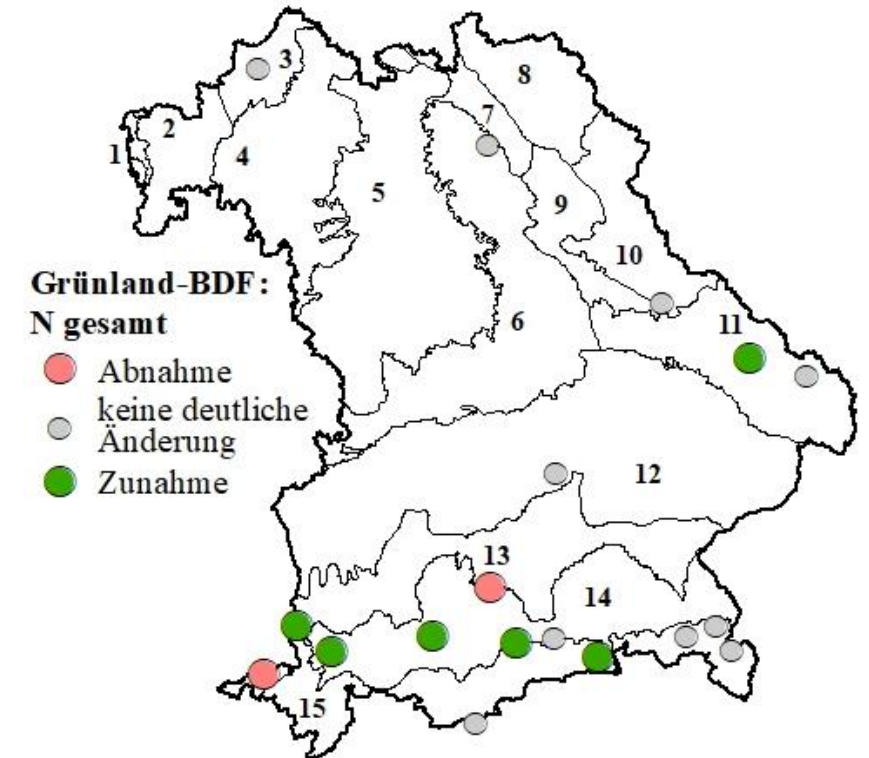 3
8
7
2
1
4
5
9
10
Grünland-BDF:
N gesamt
6
11
Abnahme
keine deutliche
Änderung
Zunahme
12
13
14
15